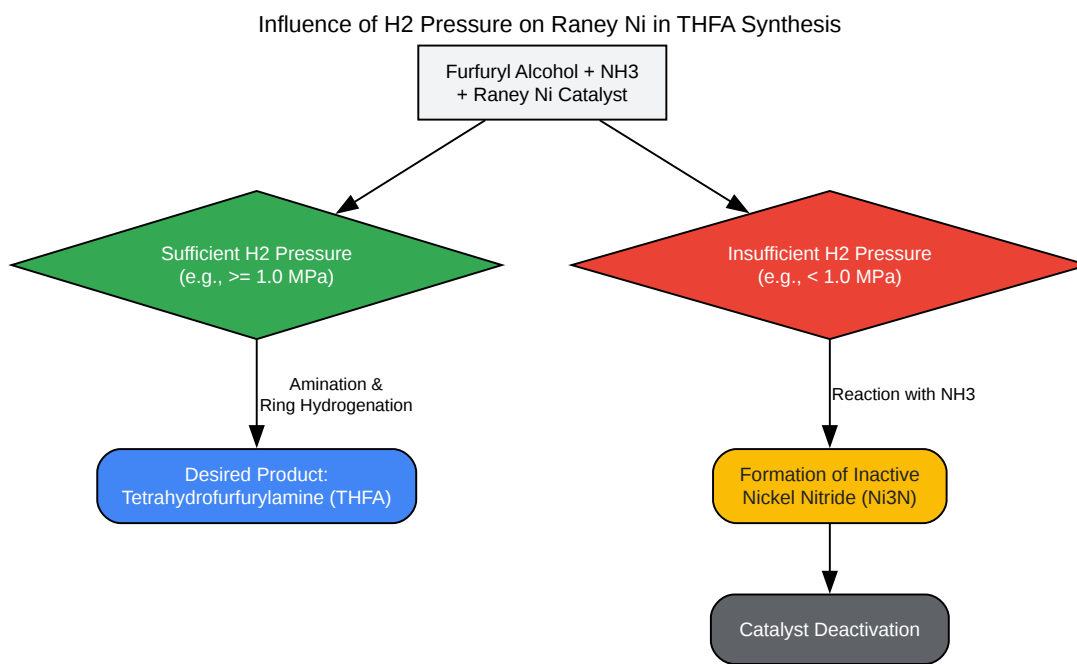 Influence of H2 Pressure on Raney Ni in THFA Synthesis
Furfuryl Alcohol + NH3
+ Raney Ni Catalyst
Sufficient H2 Pressure
(e.g., >= 1.0 MPa)
Insufficient H2 Pressure
(e.g., < 1.0 MPa)
Amination &
Ring Hydrogenation
Reaction with NH3
Desired Product:
Tetrahydrofurfurylamine (THFA)
Formation of Inactive
Nickel Nitride (Ni3N)
Catalyst Deactivation